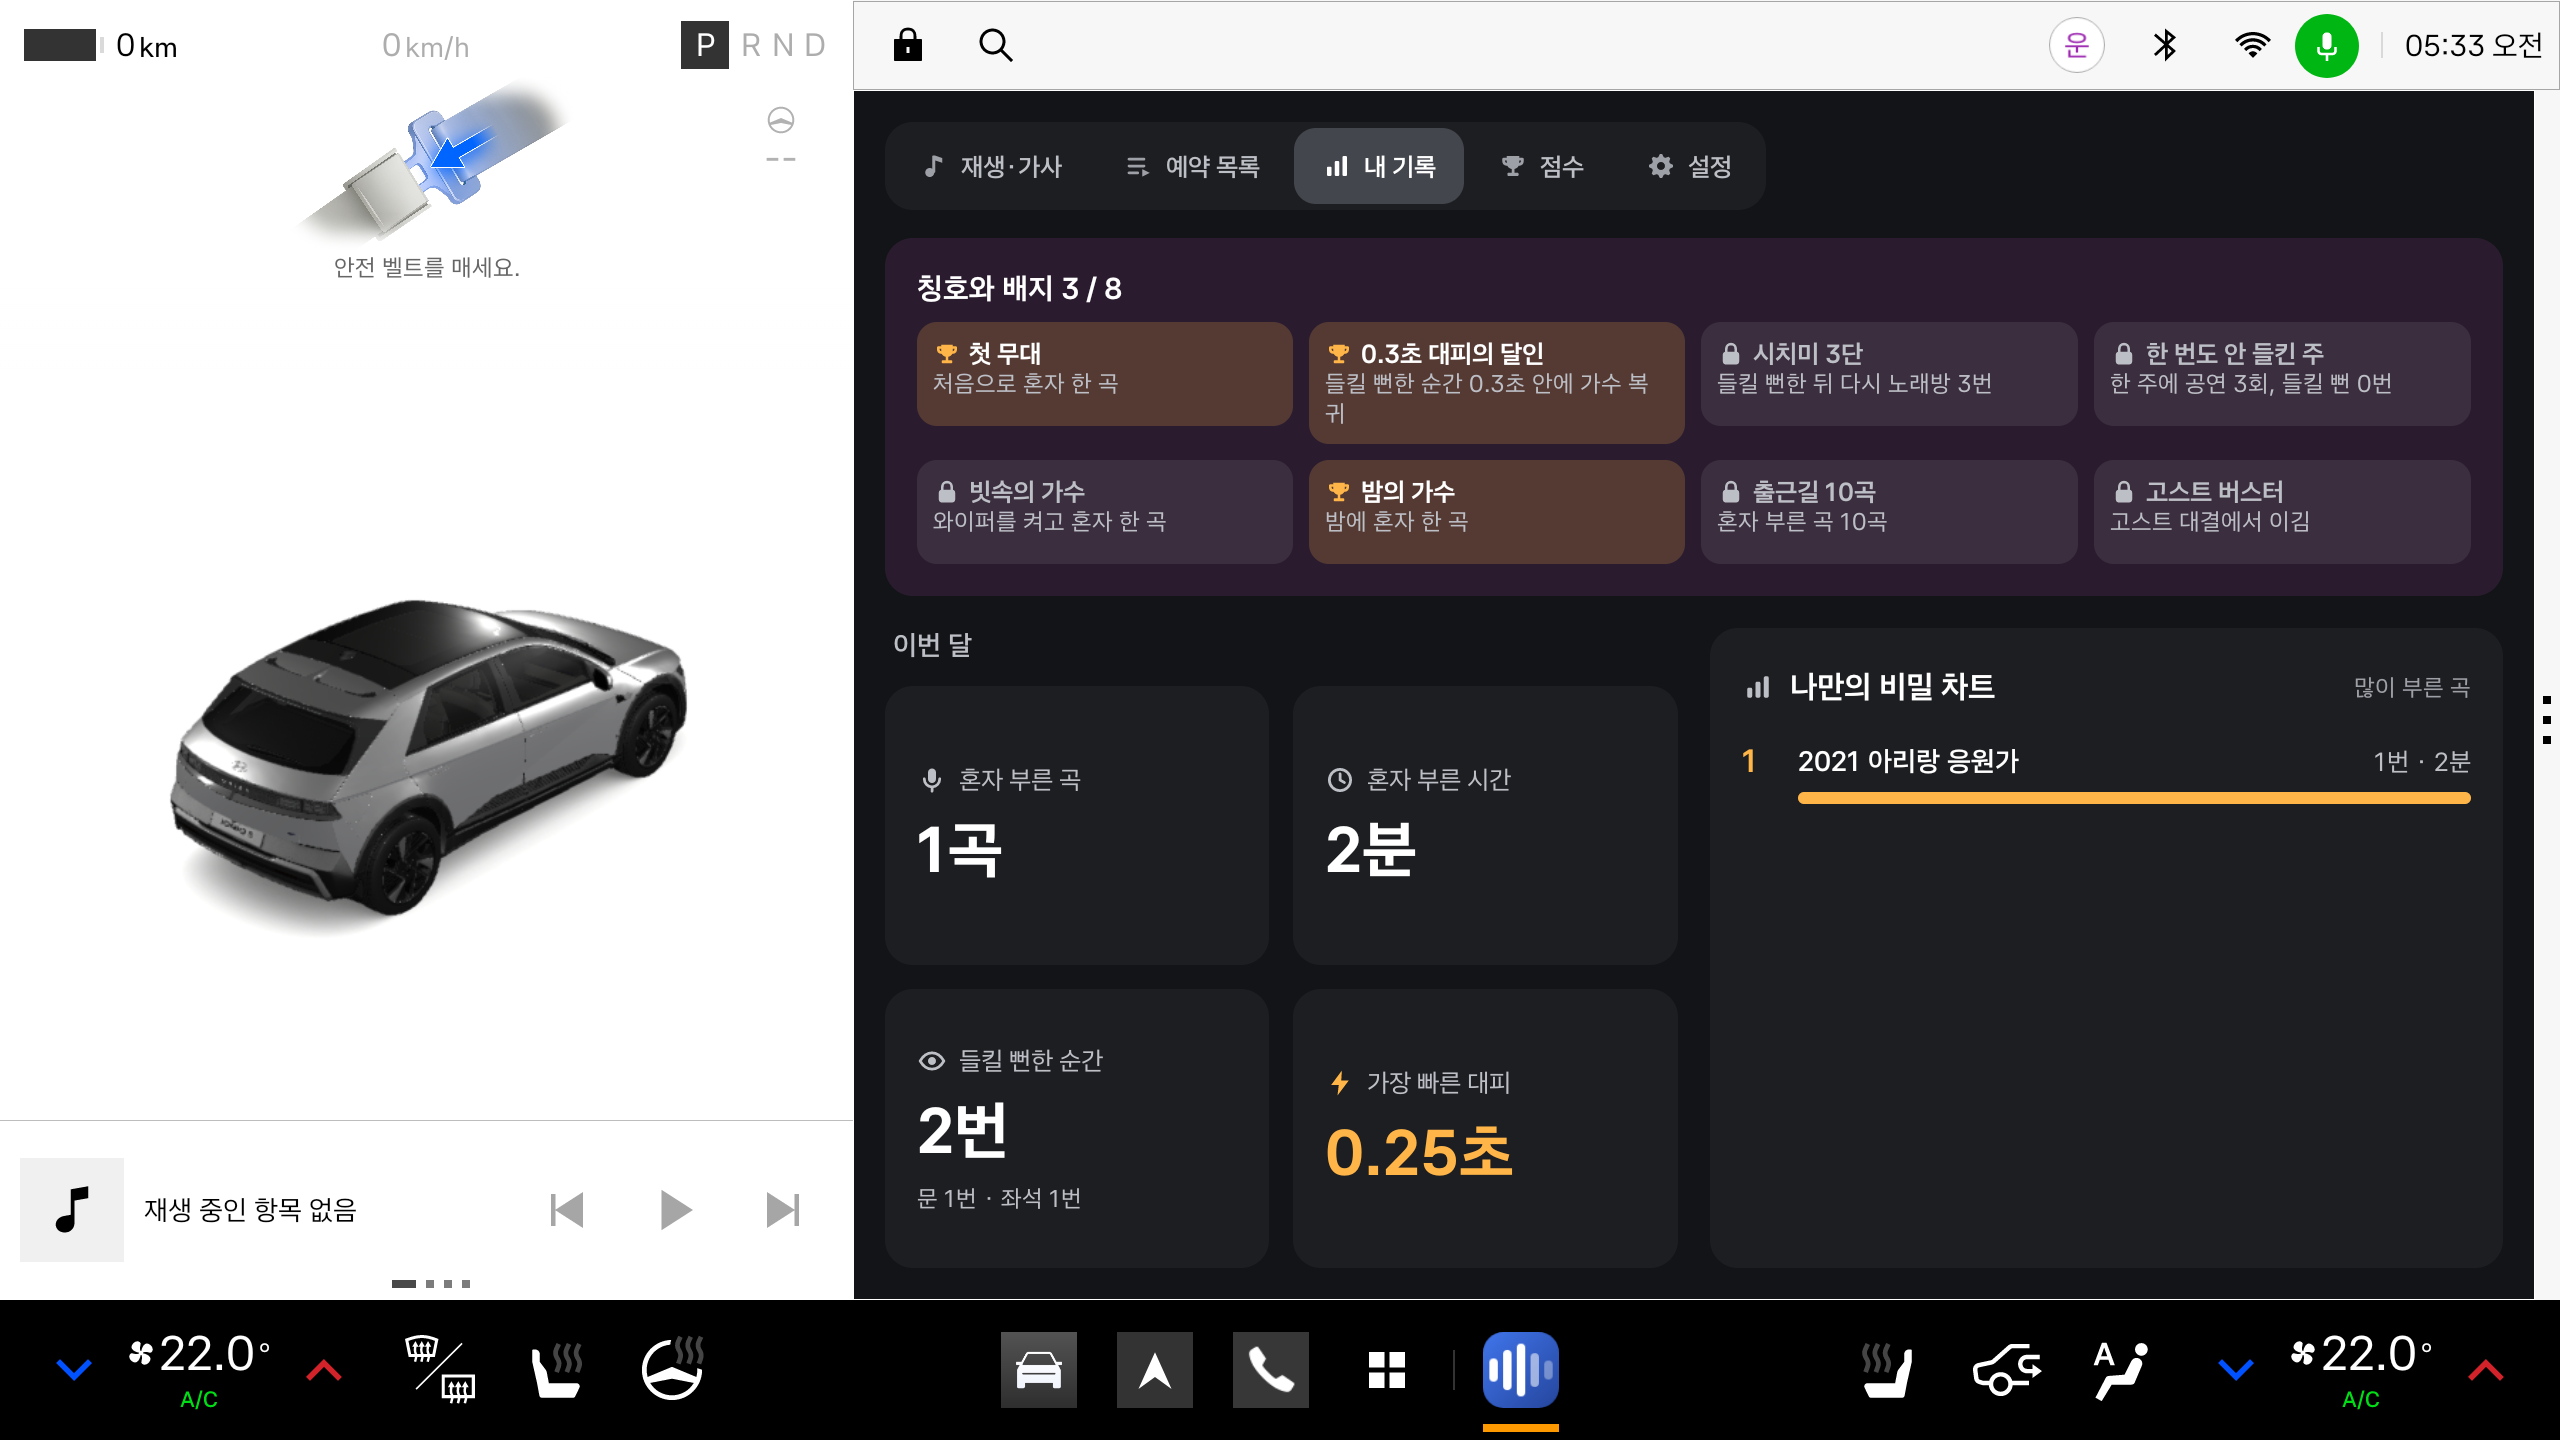 0 km
0 km/h
P R N D
안전 벨트를 매세요.
재생 중인 항목 없음
운
05:33 오전
재생·가사
예약 목록
내 기록
점수
설정
칭호와 배지 3 / 8
첫 무대
처음으로 혼자 한 곡
0.3초 대피의 달인
들킬 뻔한 순간 0.3초 안에 가수 복
귀
시치미 3단
들킬 뻔한 뒤 다시 노래방 3번
한 번도 안 들킨 주
한 주에 공연 3회, 들킬 뻔 0번
빗속의 가수
와이퍼를 켜고 혼자 한 곡
밤의 가수
밤에 혼자 한 곡
출근길 10곡
혼자 부른 곡 10곡
고스트 버스터
고스트 대결에서 이김
이번 달
혼자 부른 곡
1곡
혼자 부른 시간
2분
들킬 뻔한 순간
2번
문 1번 · 좌석 1번
가장 빠른 대피
0.25초
나만의 비밀 차트
많이 부른 곡
1
2021 아리랑 응원가
1번 · 2분
22.0°
A/C
A
22.0°
A/C